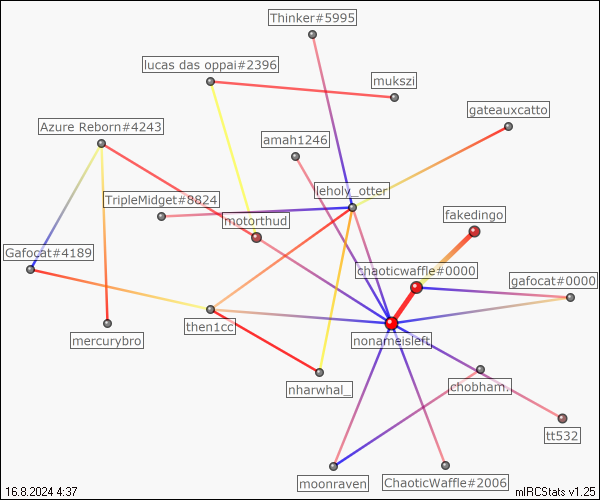 Thinker#5995
lucas das oppai#2396
mukszi
gateauxcatto
Azure Reborn#4243
amah1246
leholy_otter
TripleMidget#8824
motorthud
fakedingo
Gafocat#4189
chaoticwaffle#0000
gafocat#0000
then1cc
mercurybro
nonameisleft
nharwhal_
chobham.
tt532
moonraven
ChaoticWaffle#2006
16.8.2024 4:37
mIRCStats v1.25